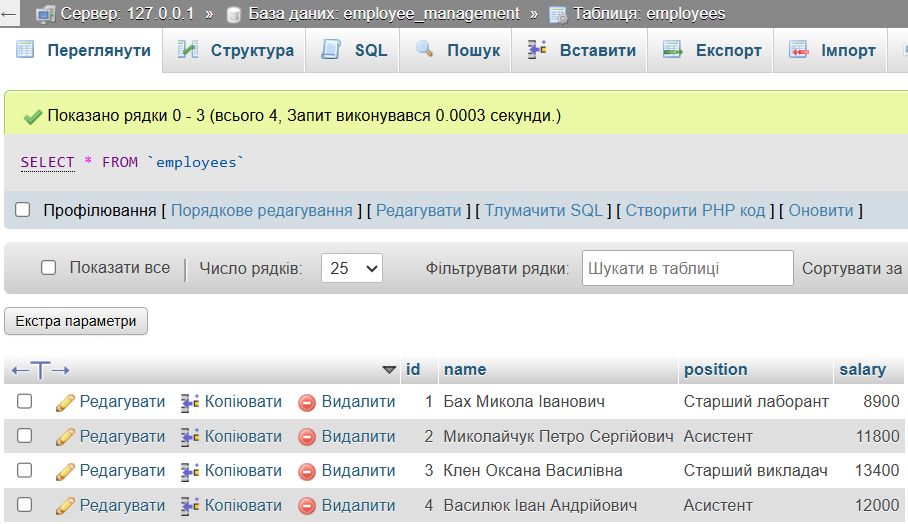 Сервер: 127.0.0.1 » База даних: employee_management » Таблиця: employees
Переглянути Структура SQL Пошук Вставити Експорт Імпорт
Показано рядки 0 - 3 (всього 4, Запит виконувався 0.0003 секунди.)
SELECT * FROM `employees`
Профілювання [ Порядкове редагування ] [ Редагувати ] [ Тлумачити SQL ] [ Створити PHP код ] [ Оновити ]
Показати все Число рядків: 25 Фільтрувати рядки: Шукати в таблиці Сортувати за
Екстра параметри
id name position salary
Редагувати Копіювати Видалити 1 Бах Микола Іванович Старший лаборант 8900
Редагувати Копіювати Видалити 2 Миколайчук Петро Сергійович Асистент 11800
Редагувати Копіювати Видалити 3 Клен Оксана Василівна Старший викладач 13400
Редагувати Копіювати Видалити 4 Василюк Іван Андрійович Асистент 12000